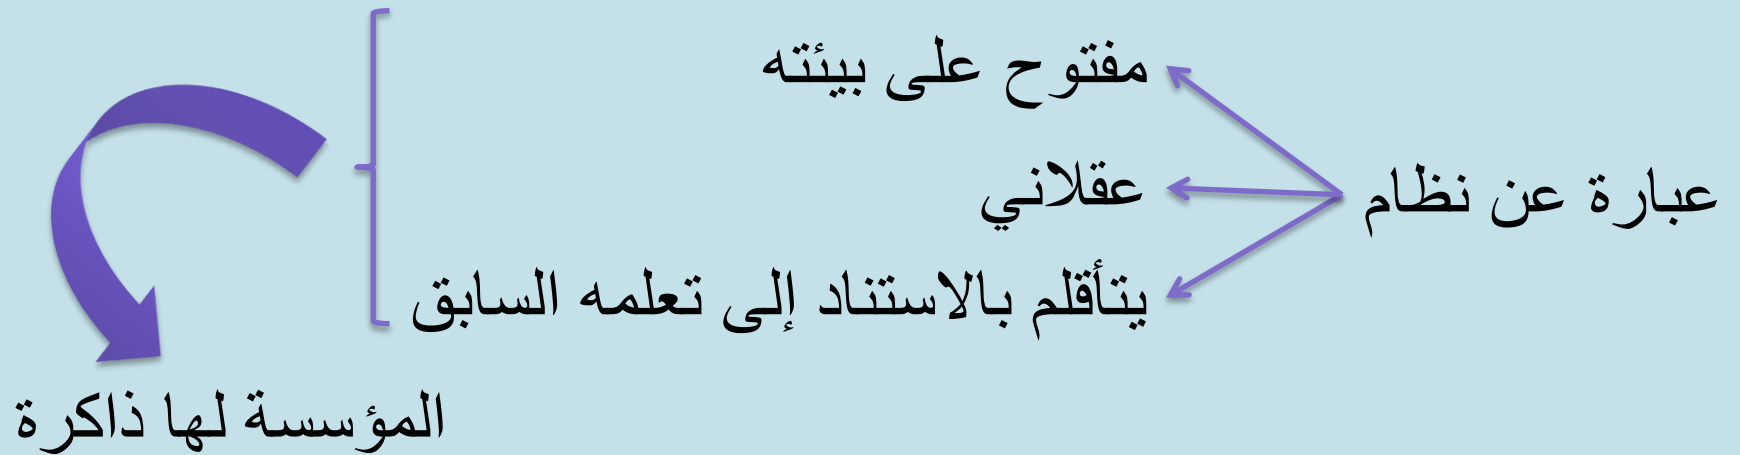 عبارة عن نظام
مفتوح على بيئته
عقلاني
يتأقلم بالاستناد إلى تعلمه السابق
المؤسسة لها ذاكرة